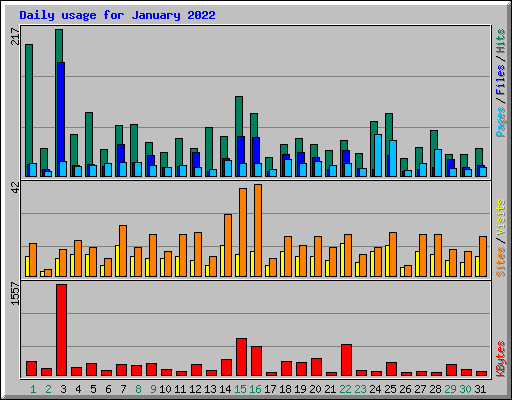 Daily usage for January 2022
217
Pages / Files / Hits
42
Sites / Visits
1557
KBytes
1 2 3 4 5 6 7 8 9 10 11 12 13 14 15 16 17 18 19 20 21 22 23 24 25 26 27 28 29 30 31